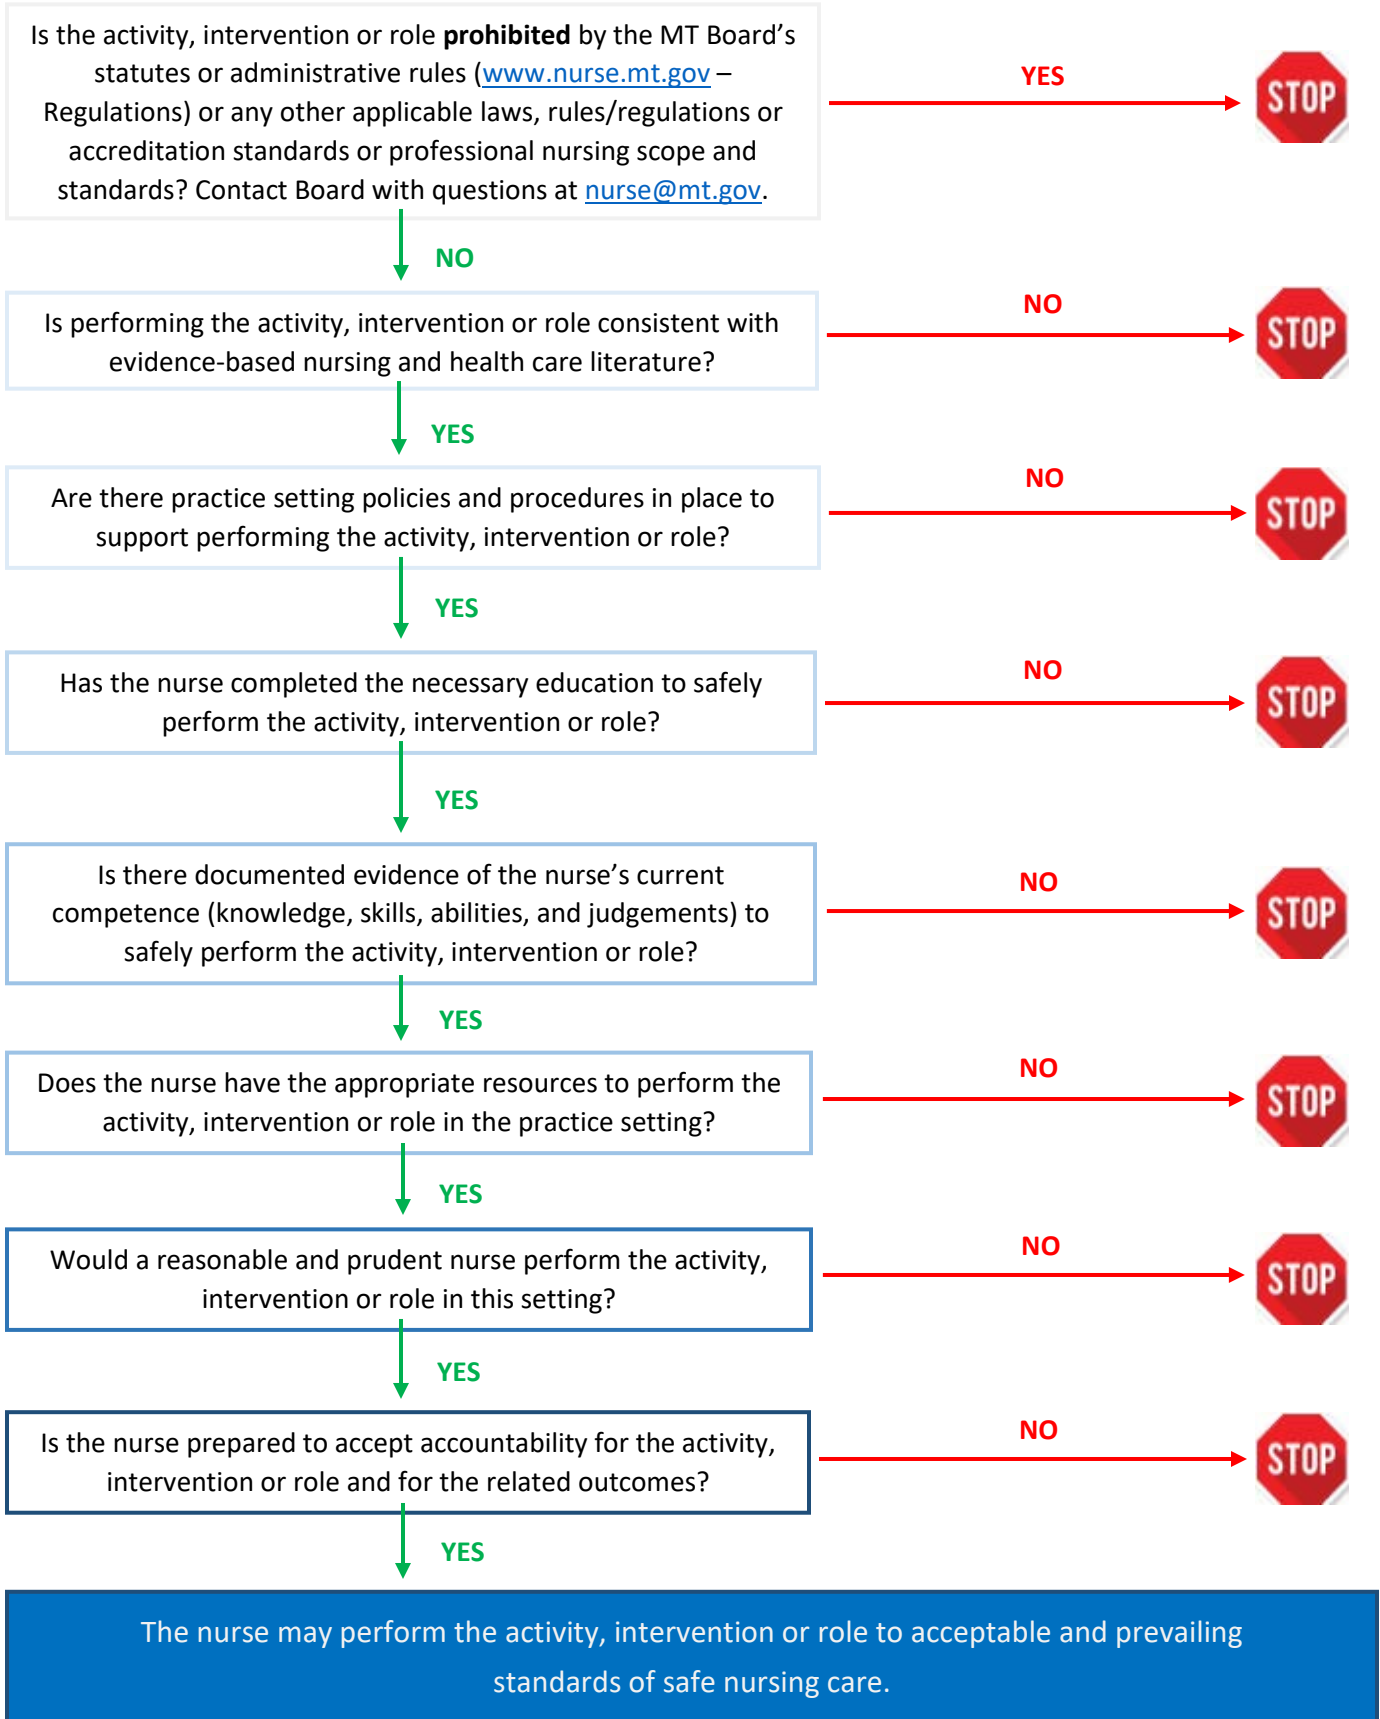 Is the activity, intervention or role prohibited by the MT Board’s
statutes or administrative rules (www.nurse.mt.gov –
Regulations) or any other applicable laws, rules/regulations or
accreditation standards or professional nursing scope and
standards? Contact Board with questions at nurse@mt.gov.
YES
STOP
NO
Is performing the activity, intervention or role consistent with
evidence-based nursing and health care literature?
NO
STOP
YES
Are there practice setting policies and procedures in place to
support performing the activity, intervention or role?
NO
STOP
YES
Has the nurse completed the necessary education to safely
perform the activity, intervention or role?
NO
STOP
YES
Is there documented evidence of the nurse’s current
competence (knowledge, skills, abilities, and judgements) to
safely perform the activity, intervention or role?
NO
STOP
YES
Does the nurse have the appropriate resources to perform the
activity, intervention or role in the practice setting?
NO
STOP
YES
Would a reasonable and prudent nurse perform the activity,
intervention or role in this setting?
NO
STOP
YES
Is the nurse prepared to accept accountability for the activity,
intervention or role and for the related outcomes?
NO
STOP
YES
The nurse may perform the activity, intervention or role to acceptable and prevailing
standards of safe nursing care.